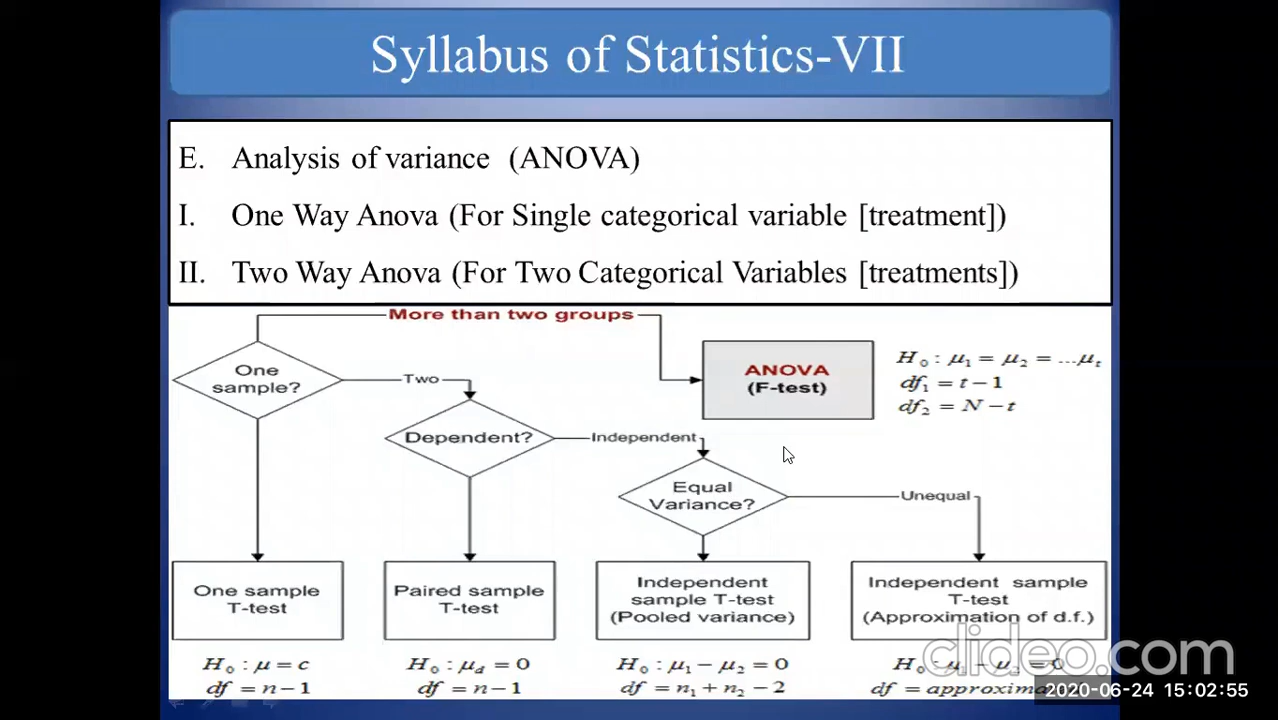 Syllabus of Statistics-VII
E. Analysis of variance (ANOVA)
I. One Way Anova (For Single categorical variable [treatment])
II. Two Way Anova (For Two Categorical Variables [treatments])
More than two groups
One
sample?
Two
Dependent?
Independent
Equal
Variance?
Unequal
ANOVA
(F-test)
H₀ : μ₁ = μ₂ = ...μₜ
df₁ = t − 1
df₂ = N − t
One sample
T-test
Paired sample
T-test
Independent
sample T-test
(Pooled variance)
Independent sample
T-test
(Approximation of d.f.)
H₀ : μ = c
df = n − 1
H₀ : μ_d = 0
df = n − 1
H₀ : μ₁ − μ₂ = 0
df = n₁ + n₂ − 2
H₀ : μ₁ − μ₂ = 0
df = approxima
clideo.com
2020-06-24 15:02:55